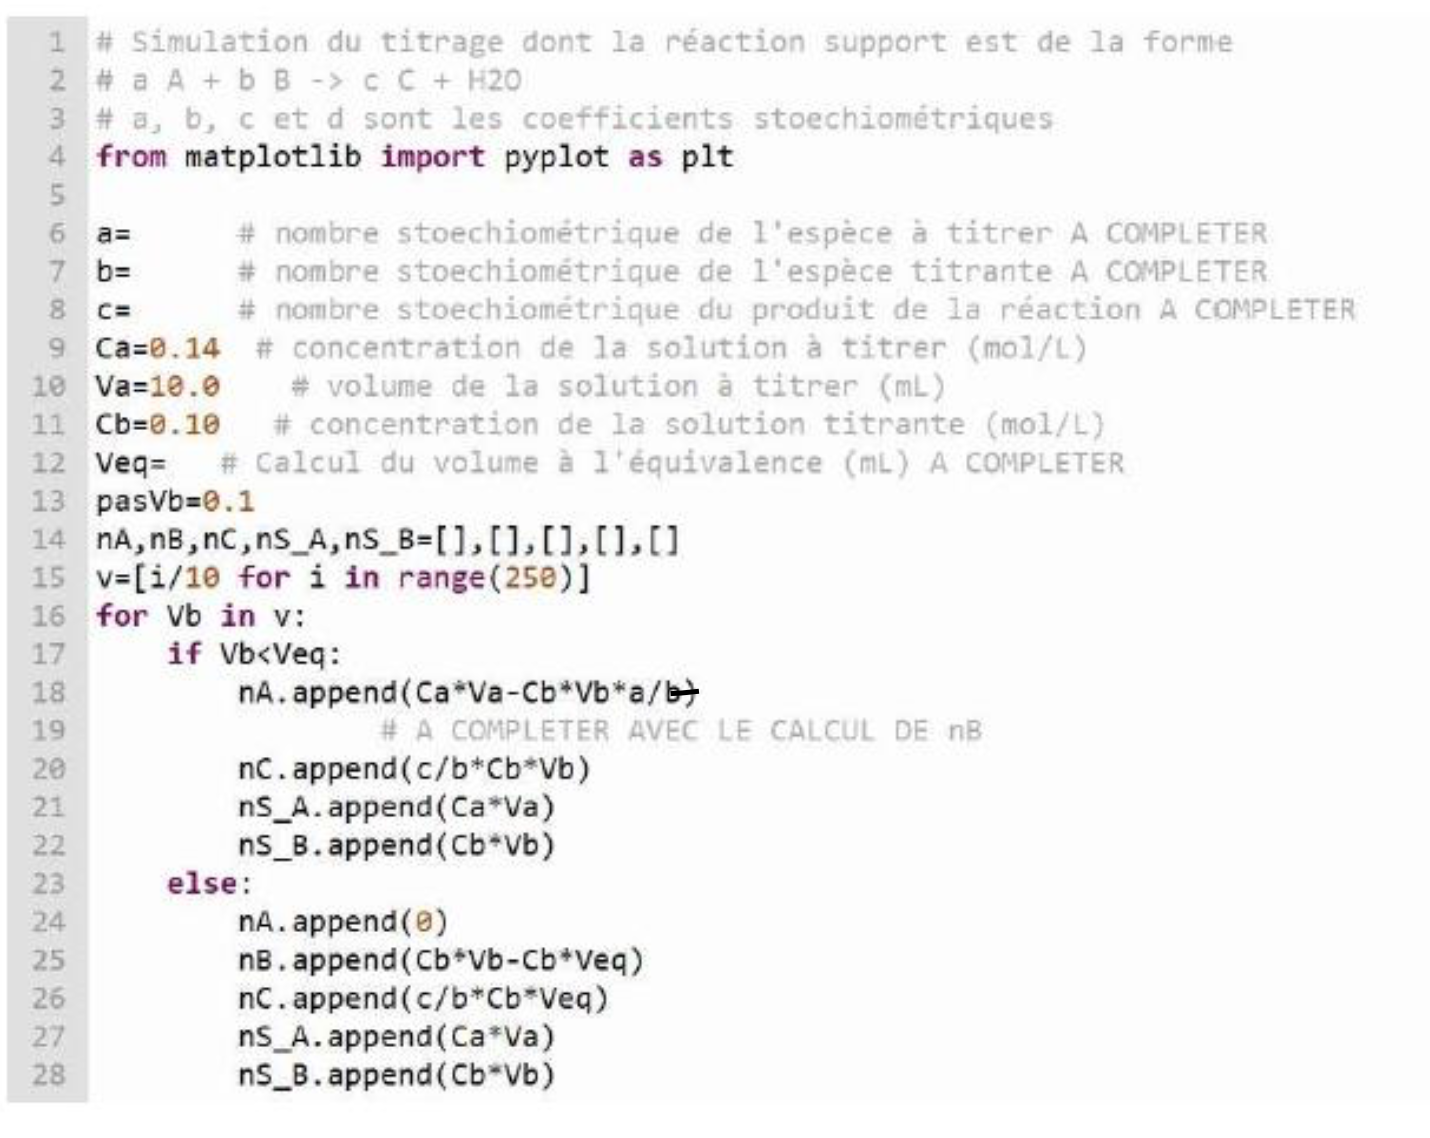 1 # Simulation du titrage dont la réaction support est de la forme
2 # a A + b B -> c C + H2O
3 # a, b, c et d sont les coefficients stoechiométriques
4 from matplotlib import pyplot as plt
5
6 a= # nombre stoechiométrique de l'espèce à titrer A COMPLETER
7 b= # nombre stoechiométrique de l'espèce titrante A COMPLETER
8 c= # nombre stoechiométrique du produit de la réaction A COMPLETER
9 Ca=0.14 # concentration de la solution à titrer (mol/L)
10 Va=10.0 # volume de la solution à titrer (mL)
11 Cb=0.10 # concentration de la solution titrante (mol/L)
12 Veq= # Calcul du volume à l'équivalence (mL) A COMPLETER
13 pasVb=0.1
14 nA,nB,nC,nS_A,nS_B=[],[],[],[],[]
15 v=[i/10 for i in range(250)]
16 for Vb in v:
17 if Vb<Veq:
18 nA.append(Ca*Va-Cb*Vb*a/b)
19 # A COMPLETER AVEC LE CALCUL DE nB
20 nC.append(c/b*Cb*Vb)
21 nS_A.append(Ca*Va)
22 nS_B.append(Cb*Vb)
23 else:
24 nA.append(0)
25 nB.append(Cb*Vb-Cb*Veq)
26 nC.append(c/b*Cb*Veq)
27 nS_A.append(Ca*Va)
28 nS_B.append(Cb*Vb)